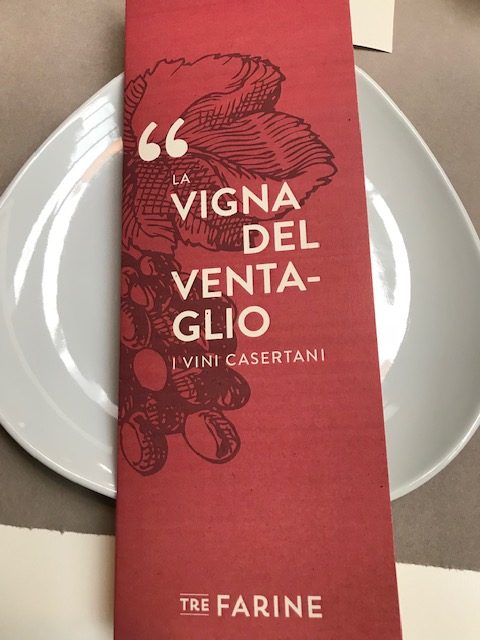 “
LA
VIGNA
DEL
VENTA-
GLIO
I VINI CASERTANI
TRE FARINE